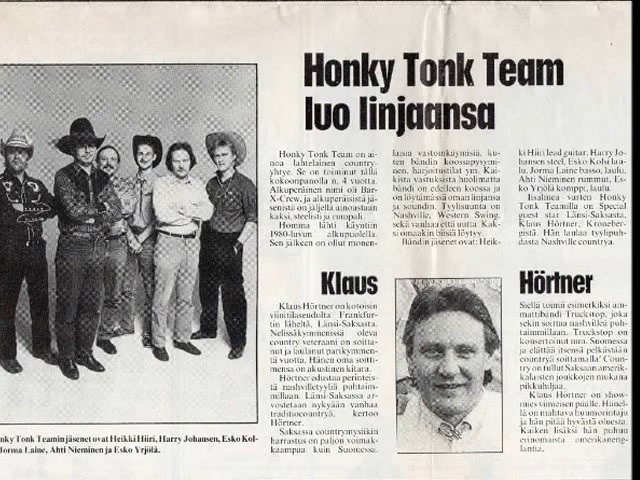 Honky Tonk Team
luo linjaansa
Honky Tonk Team on ai-
noa lahtelainen country-
yhtye. Se on toiminut tällä
kokoonpanolla n. 4 vuotta.
Alkuperäinen nimi oli Bar-
X-Crew, ja alkuperäisistä jä-
senistä on jäljellä ainoastaan
kaksi, steelisti ja rumpali.
Homma lähti käyntiin
1980-luvun alkupuolella.
Sen jälkeen on ollut monen-
laisia vastoinkäymisiä, ku-
ten bändin koossapysymi-
nen, harjoitustilat ym. Kai-
kista vastuksista huolimatta
bändi on edelleen koossa ja
on löytämässä oman linjansa
ja soundin. Tyylisuunta on
Nashville, Western Swing,
sekä vanhaa että uutta. Kak-
si omaakin biisiä löytyy.
Bändin jäsenet ovat: Heik-
ki Hiiri lead guitar, Harry Jo-
hansen steel, Esko Kolsi lau-
lu, Jorma Laine basso, laulu,
Ahti Nieminen rummut, Es-
ko Yrjölä komppi, laulu.
Iisalmea varten Honky
Tonk Teamilla on Special
guest star Länsi-Saksasta,
Klaus Hörtner, Kroneber-
gistä. Hän laulaa tyylipuh-
dasta Nashville countrya.
Klaus
Klaus Hörtner on kotoisin
viinitilaseudulta Frankfur-
tin läheltä, Länsi-Saksasta.
Nelissäkymmenissä oleva
country veteraani on soitta-
nut ja laulanut parikymmen-
tä vuotta. Hänen oma soitti-
mensa on akustinen kitara.
Hörtner edustaa perinteis-
tä nashvilletyyliä puhtaim-
millaan. Länsi-Saksassa ar-
vostetaan nykyään vanhaa
traditiocountryä, kertoo
Hörtner.
Saksassa countrymusiikin
harrastus on paljon voimak-
kaampaa kuin Suomessa.
Hörtner
Siellä toimii esimerkiksi am-
mattibändi Truckstop, joka
sekin soittaa nashvilleä puh-
taimmillaan. Truckstop on
konsertoinut mm. Suomessa
ja elättää itsensä pelkästään
countryä soittamalla! Coun-
try on tullut Saksaan amerik-
kalaisten joukkojen mukana
pikkuhiljaa.
Klaus Hörtner on show-
mies viimeisen päälle. Hänel-
lä on mahtava huumorintaju
ja hän pitää hyvästä oluesta.
Kaiken lisäksi hän puhuu
erinomaista amerikaneng-
lantia.
nky Tonk Teamin jäsenet ovat Heikki Hiiri, Harry Johansen, Esko Kol-
Jorma Laine, Ahti Nieminen ja Esko Yrjölä.